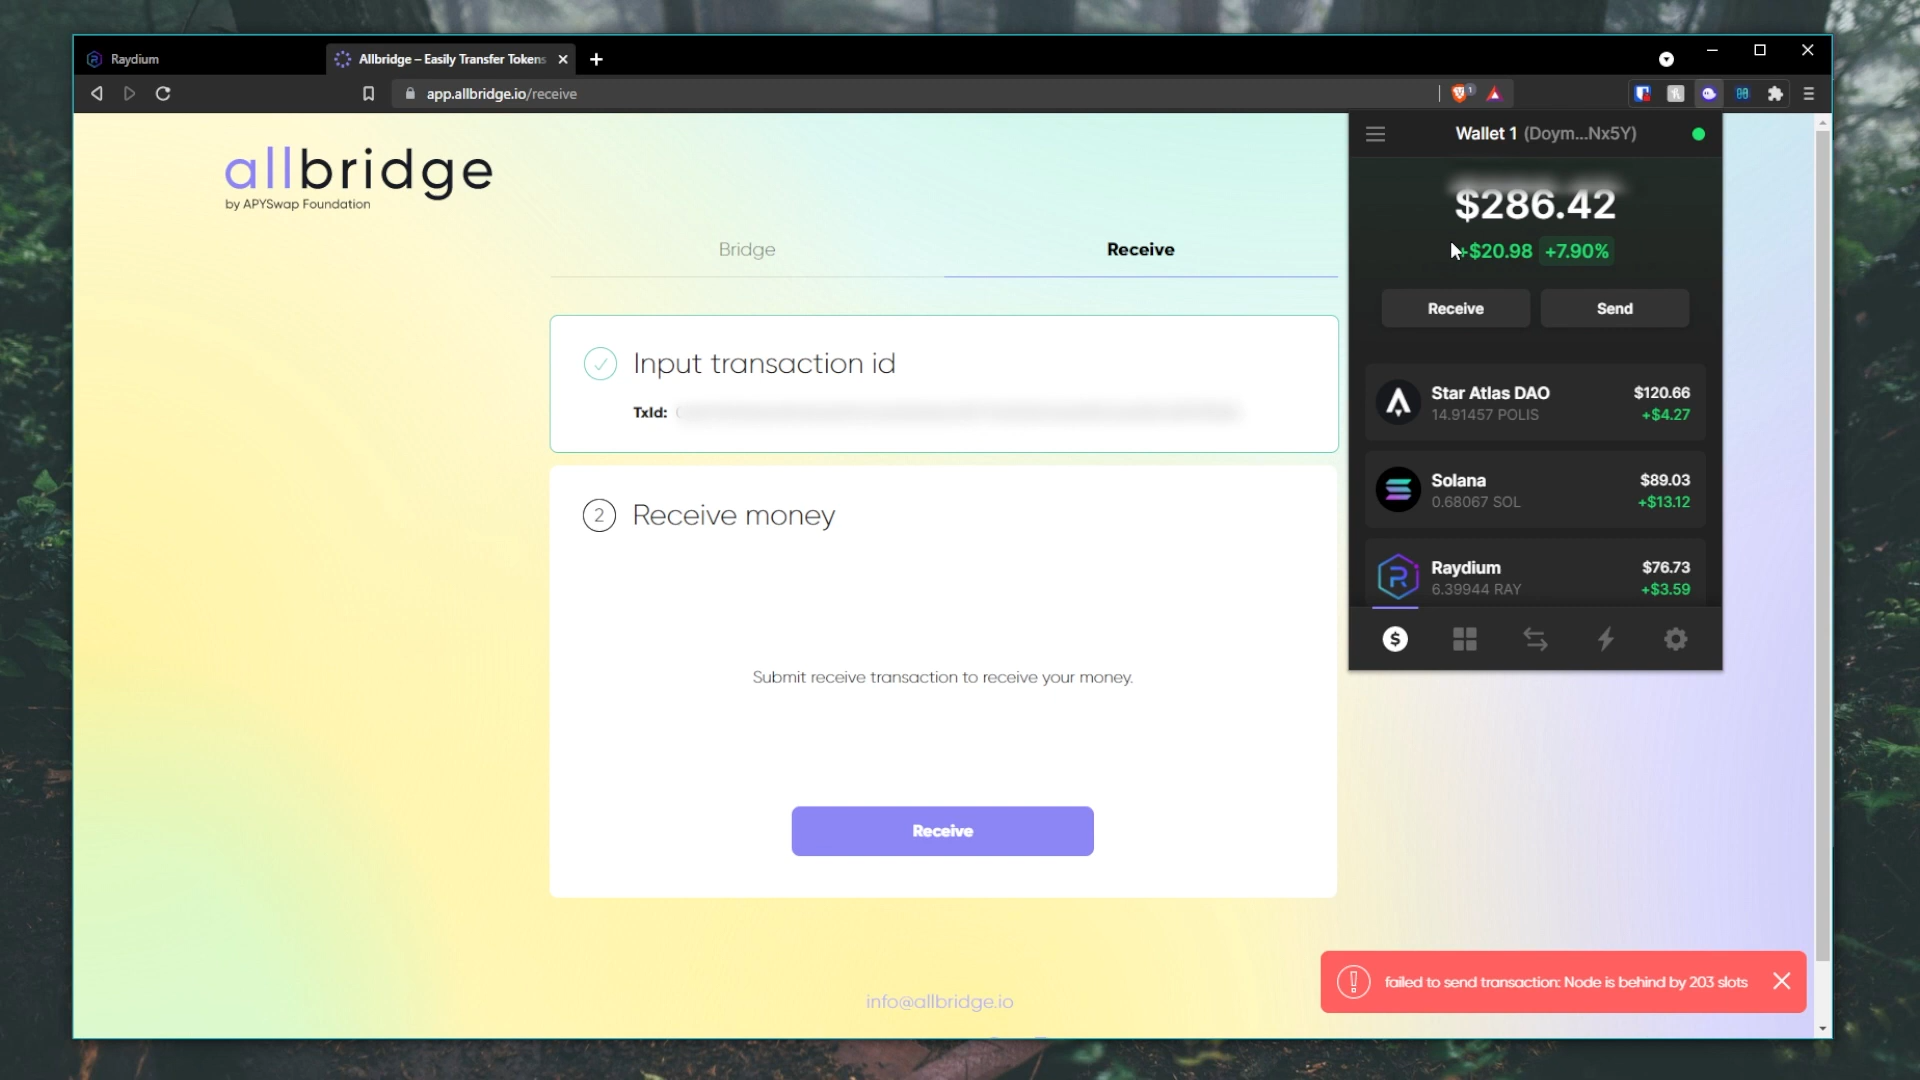 Raydium
Allbridge – Easily Transfer Tokens
app.allbridge.io/receive
1
allbridge
by APYSwap Foundation
Bridge
Receive
Input transaction id
TxId:
2
Receive money
Submit receive transaction to receive your money.
Receive
info@allbridge.io
Wallet 1 (Doym...Nx5Y)
$286.42
+$20.98 +7.90%
Receive
Send
Star Atlas DAO
$120.66
14.91457 POLIS
+$4.27
Solana
$89.03
0.68067 SOL
+$13.12
Raydium
$76.73
6.39944 RAY
+$3.59
failed to send transaction: Node is behind by 203 slots